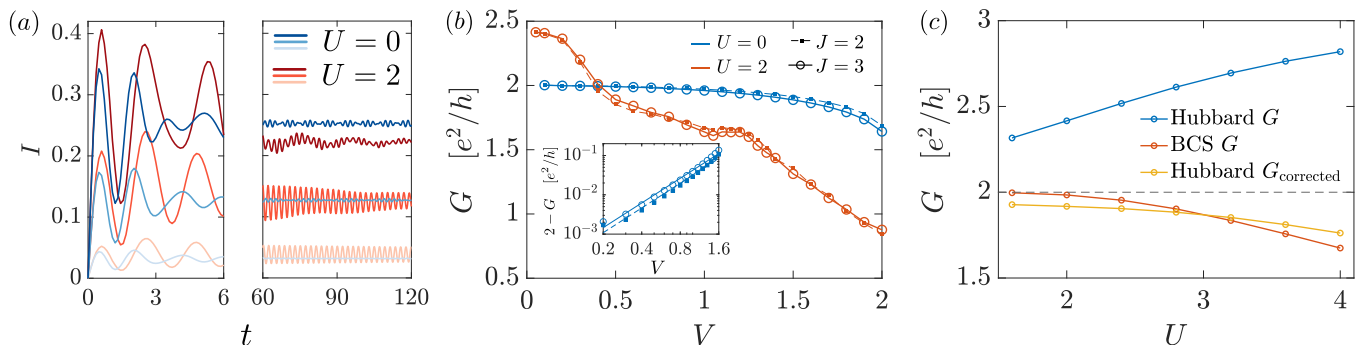 (a)
0.4
0.3
0.2
0.1
0
I
0 3 6
60 90 120
t
U = 0
U = 2
(b)
2.5
2
1.5
1
0.5
G [e²/h]
0 0.5 1 1.5 2
V
U = 0
U = 2
J = 2
J = 3
10⁻¹
10⁻²
10⁻³
2 − G [e²/h]
0.2 0.4 0.8 1.6
V
(c)
3
2.5
2
1.5
G [e²/h]
2 3 4
U
Hubbard G
BCS G
Hubbard G_corrected